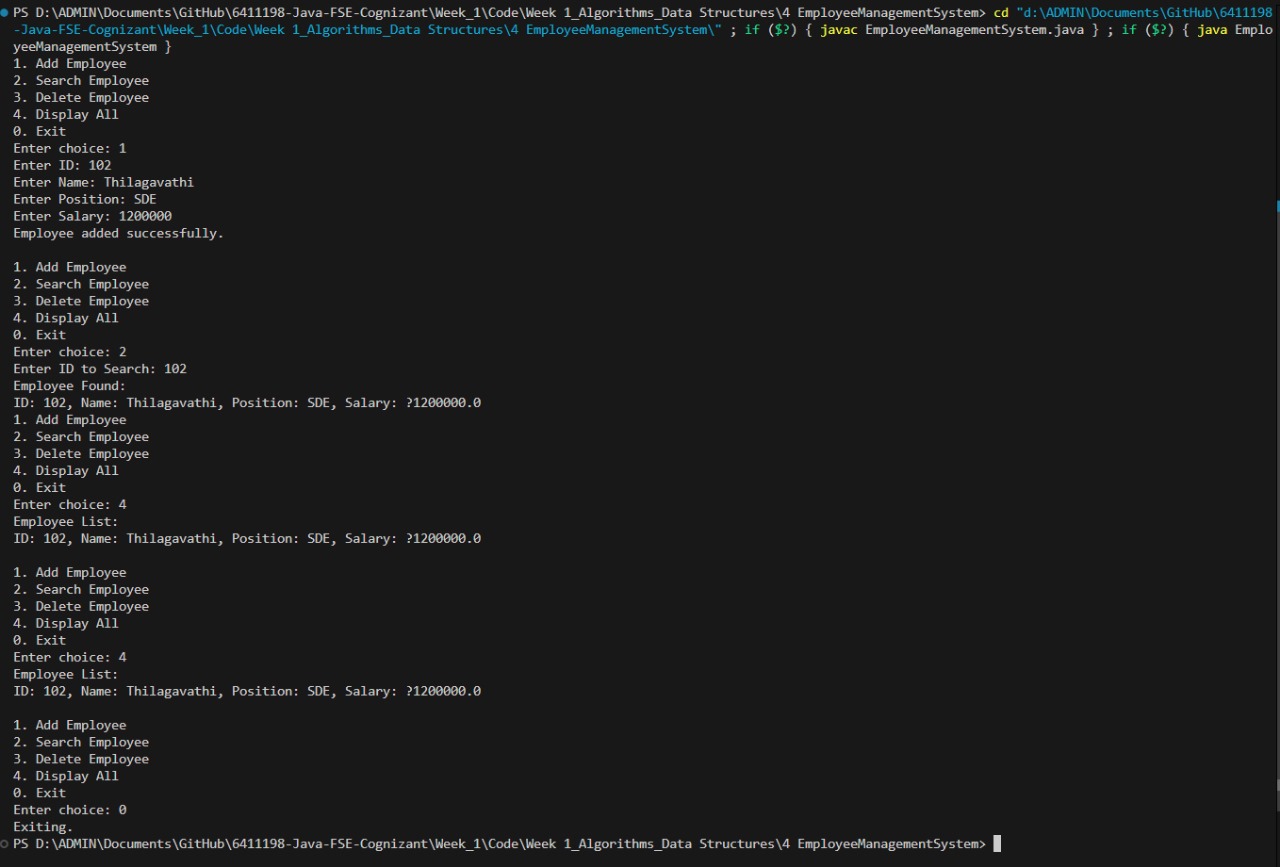 PS D:\ADMIN\Documents\GitHub\6411198-Java-FSE-Cognizant\Week_1\Code\Week 1_Algorithms_Data Structures\4 EmployeeManagementSystem> cd "d:\ADMIN\Documents\GitHub\6411198
-Java-FSE-Cognizant\Week_1\Code\Week 1_Algorithms_Data Structures\4 EmployeeManagementSystem\" ; if ($?) { javac EmployeeManagementSystem.java } ; if ($?) { java Emplo
yeeManagementSystem }
1. Add Employee
2. Search Employee
3. Delete Employee
4. Display All
0. Exit
Enter choice: 1
Enter ID: 102
Enter Name: Thilagavathi
Enter Position: SDE
Enter Salary: 1200000
Employee added successfully.

1. Add Employee
2. Search Employee
3. Delete Employee
4. Display All
0. Exit
Enter choice: 2
Enter ID to Search: 102
Employee Found:
ID: 102, Name: Thilagavathi, Position: SDE, Salary: ?1200000.0
1. Add Employee
2. Search Employee
3. Delete Employee
4. Display All
0. Exit
Enter choice: 4
Employee List:
ID: 102, Name: Thilagavathi, Position: SDE, Salary: ?1200000.0

1. Add Employee
2. Search Employee
3. Delete Employee
4. Display All
0. Exit
Enter choice: 4
Employee List:
ID: 102, Name: Thilagavathi, Position: SDE, Salary: ?1200000.0

1. Add Employee
2. Search Employee
3. Delete Employee
4. Display All
0. Exit
Enter choice: 0
Exiting.
PS D:\ADMIN\Documents\GitHub\6411198-Java-FSE-Cognizant\Week_1\Code\Week 1_Algorithms_Data Structures\4 EmployeeManagementSystem>